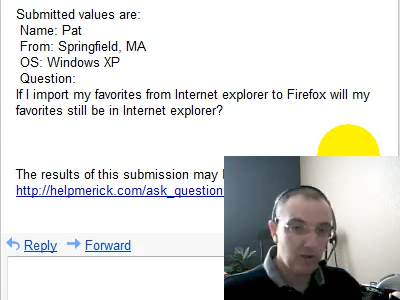 Submitted values are:
Name: Pat
From: Springfield, MA
OS: Windows XP
Question:
If I import my favorites from Internet explorer to Firefox will my
favorites still be in Internet explorer?
The results of this submission may
http://helpmerick.com/ask_question
Reply Forward